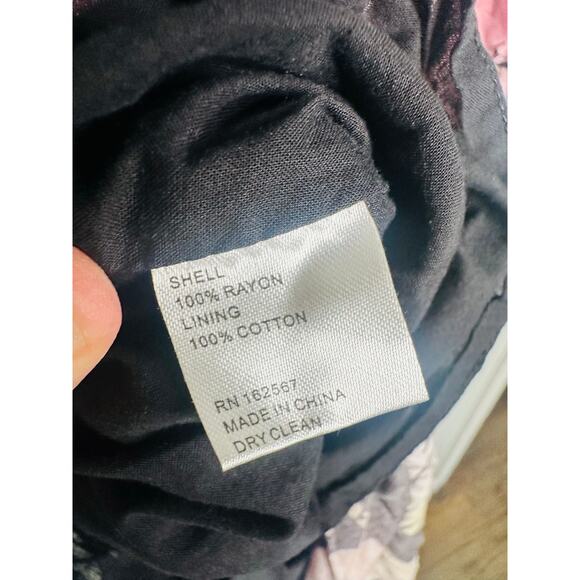 SHELL
100% RAYON
LINING
100% COTTON
RN 162567
MADE IN CHINA
DRY CLEAN